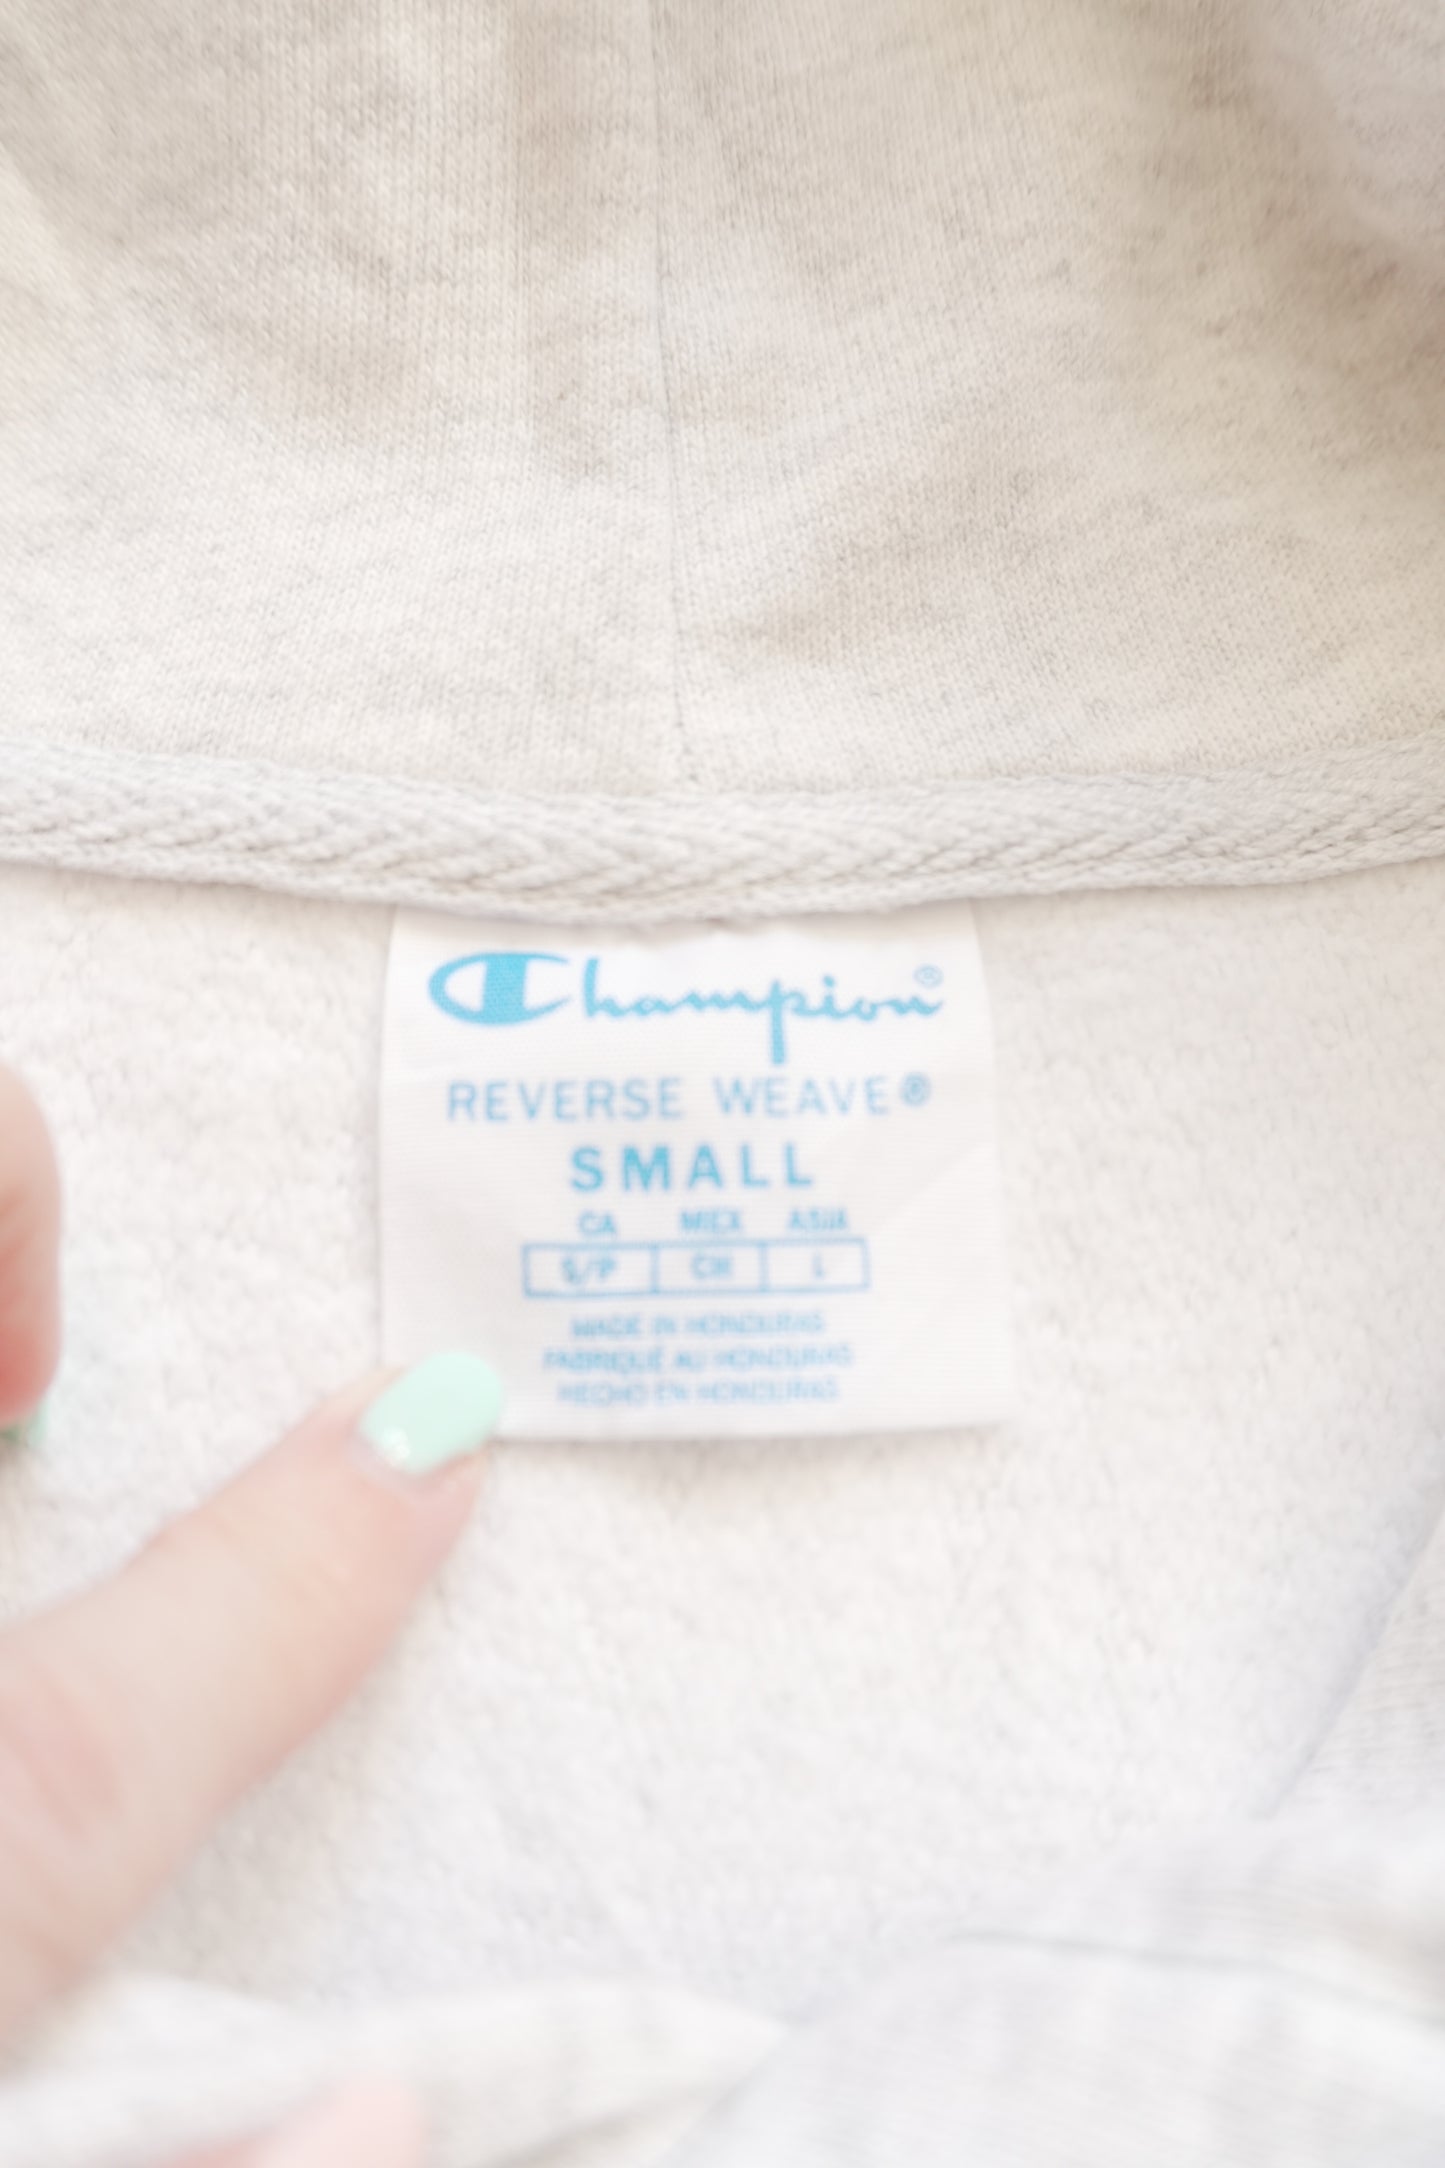 Champion®
REVERSE WEAVE®
SMALL
CA MEX ASIA
S/P CH L
MADE IN HONDURAS
FABRIQUÉ AU HONDURAS
HECHO EN HONDURAS